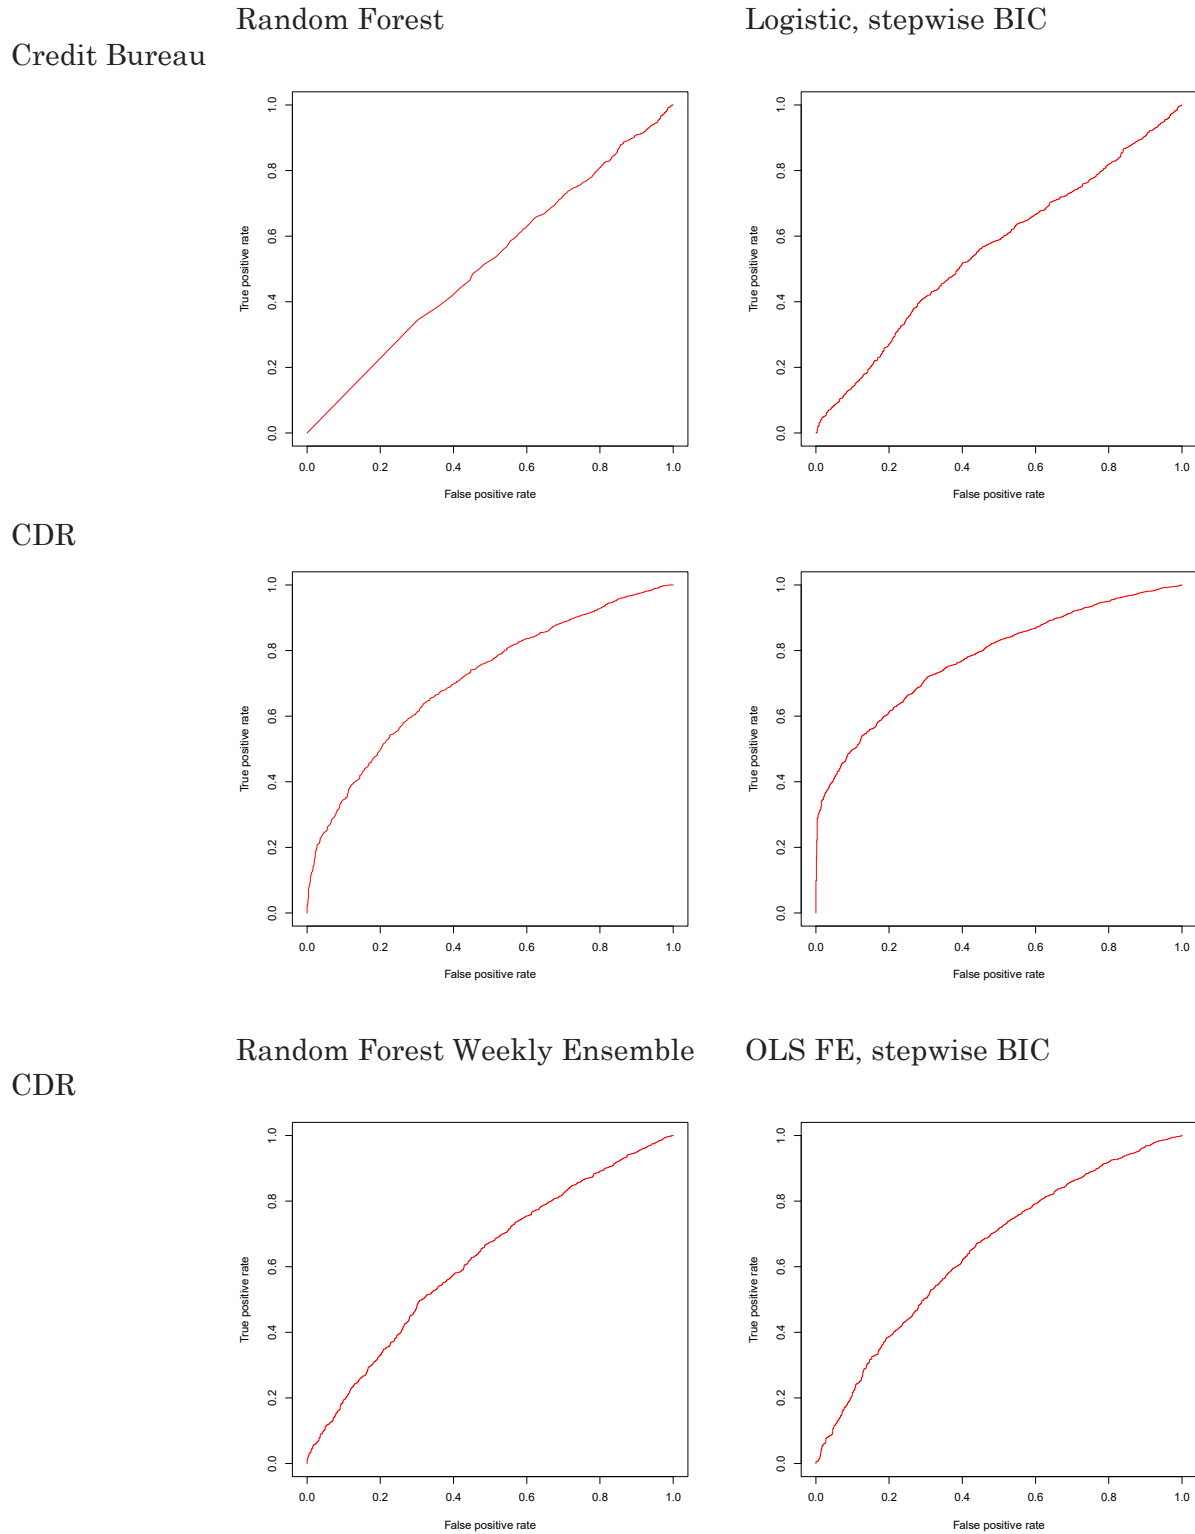 Random Forest Logistic, stepwise BIC
Credit Bureau
1.0
0.8
0.6
0.4
0.2
0.0
True positive rate
0.0 0.2 0.4 0.6 0.8 1.0
False positive rate
1.0
0.8
0.6
0.4
0.2
0.0
True positive rate
0.0 0.2 0.4 0.6 0.8 1.0
False positive rate
CDR
1.0
0.8
0.6
0.4
0.2
0.0
True positive rate
0.0 0.2 0.4 0.6 0.8 1.0
False positive rate
1.0
0.8
0.6
0.4
0.2
0.0
True positive rate
0.0 0.2 0.4 0.6 0.8 1.0
False positive rate
Random Forest Weekly Ensemble OLS FE, stepwise BIC
CDR
1.0
0.8
0.6
0.4
0.2
0.0
True positive rate
0.0 0.2 0.4 0.6 0.8 1.0
False positive rate
1.0
0.8
0.6
0.4
0.2
0.0
True positive rate
0.0 0.2 0.4 0.6 0.8 1.0
False positive rate